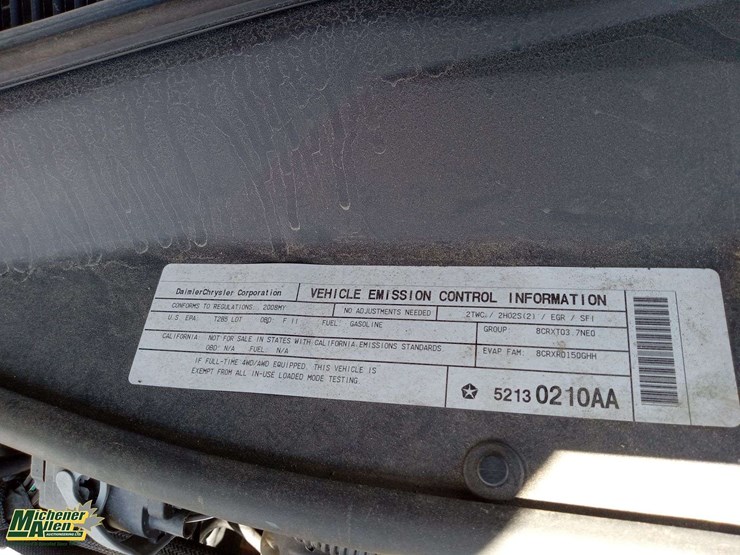 DaimlerChrysler Corporation
VEHICLE EMISSION CONTROL INFORMATION
CONFORMS TO REGULATIONS: 2008MY
NO ADJUSTMENTS NEEDED
2TWC / 2HO2S(2) / EGR / SFI
U.S. EPA: T2B5 LDT OBD: F II FUEL: GASOLINE
GROUP: 8CRXT03.7NE0
CALIFORNIA: NOT FOR SALE IN STATES WITH CALIFORNIA EMISSIONS STANDARDS.
OBD: N/A FUEL: N/A
EVAP FAM: 8CRXR0150GHH
IF FULL-TIME 4WD/AWD EQUIPPED, THIS VEHICLE IS
EXEMPT FROM ALL IN-USE LOADED MODE TESTING.
5213 0210AA
Michener
Allen
AUCTIONEERING LTD.